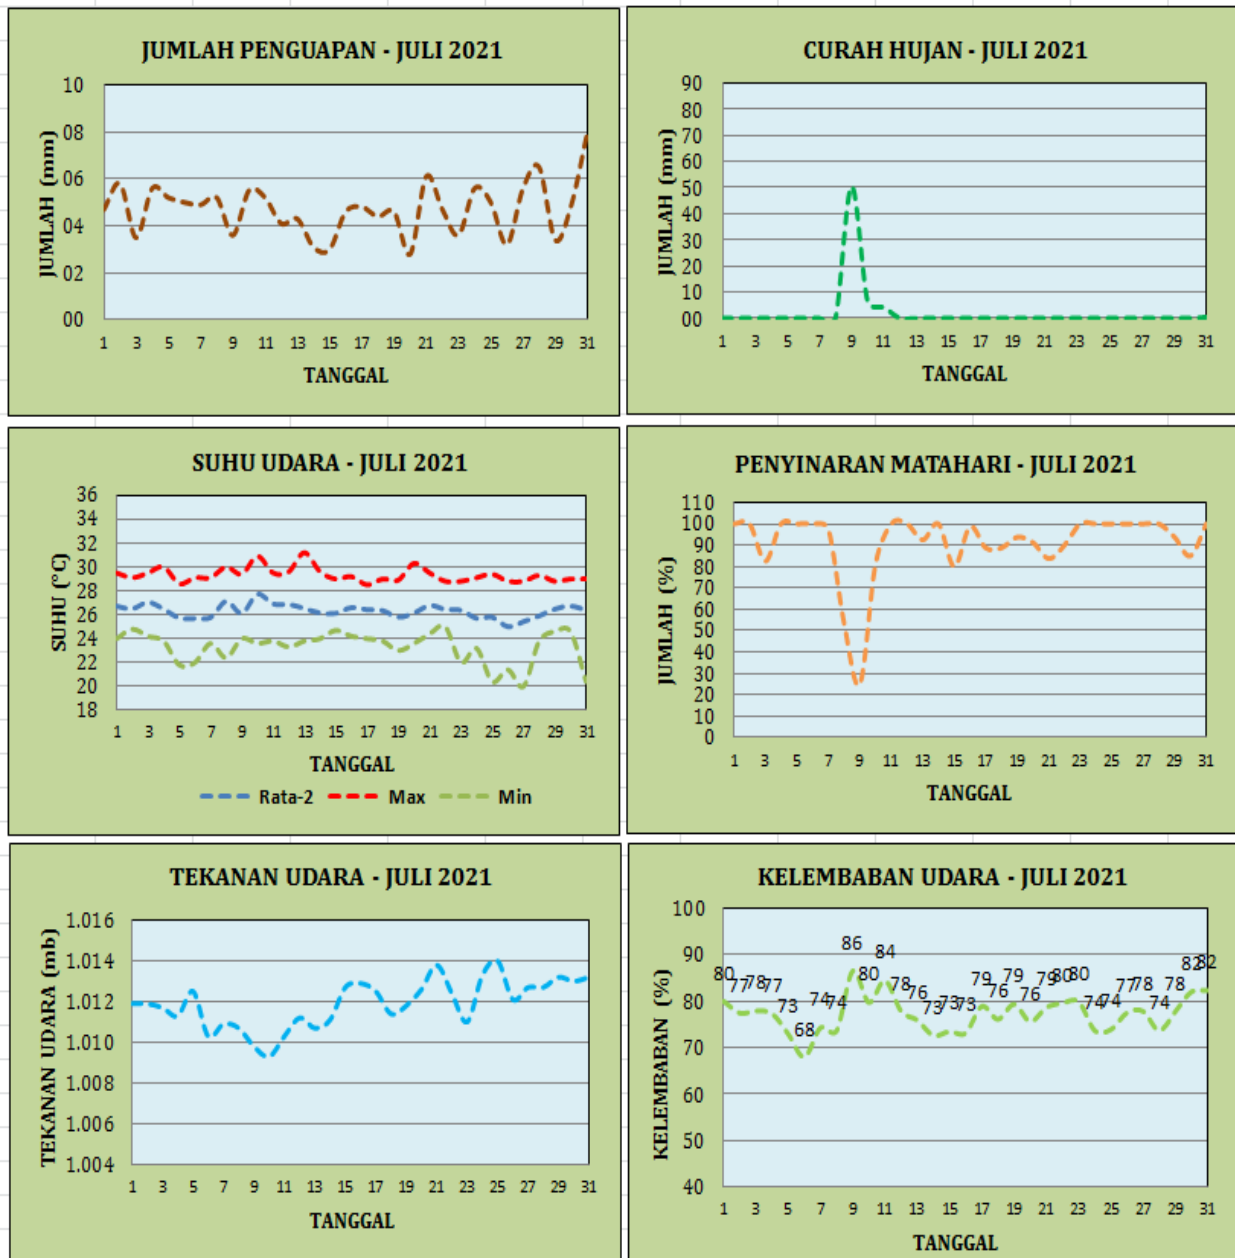 JUMLAH PENGUAPAN - JULI 2021
JUMLAH (mm)
10
08
06
04
02
00
1 3 5 7 9 11 13 15 17 19 21 23 25 27 29 31
TANGGAL
CURAH HUJAN - JULI 2021
JUMLAH (mm)
90
80
70
60
50
40
30
20
10
00
1 3 5 7 9 11 13 15 17 19 21 23 25 27 29 31
TANGGAL
SUHU UDARA - JULI 2021
SUHU (°C)
36
34
32
30
28
26
24
22
20
18
1 3 5 7 9 11 13 15 17 19 21 23 25 27 29 31
TANGGAL
Rata-2 Max Min
PENYINARAN MATAHARI - JULI 2021
JUMLAH (%)
110
100
90
80
70
60
50
40
30
20
10
0
1 3 5 7 9 11 13 15 17 19 21 23 25 27 29 31
TANGGAL
TEKANAN UDARA - JULI 2021
TEKANAN UDARA (mb)
1.016
1.014
1.012
1.010
1.008
1.006
1.004
1 3 5 7 9 11 13 15 17 19 21 23 25 27 29 31
TANGGAL
KELEMBABAN UDARA - JULI 2021
KELEMBABAN (%)
100
90
80
70
60
50
40
80 77 78 77 73 68 74 74 86 80 84 78 76 73 73 73 79 76 79 76 79 80 80 74 74 77 78 74 78 82 82
1 3 5 7 9 11 13 15 17 19 21 23 25 27 29 31
TANGGAL